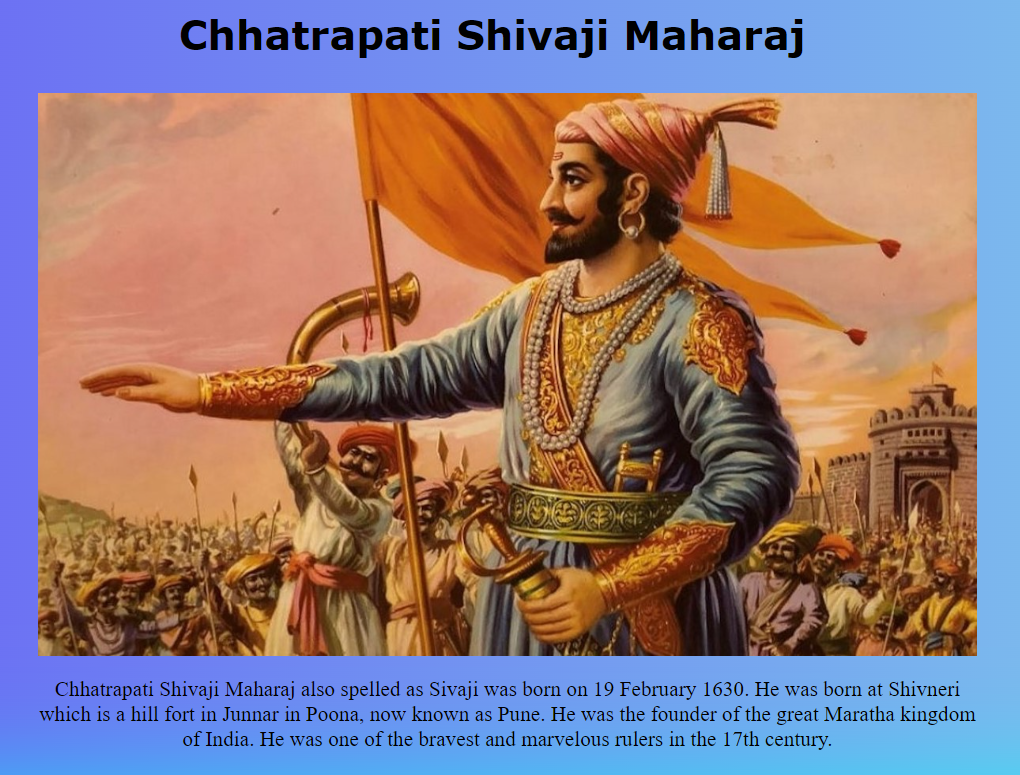 Chhatrapati Shivaji Maharaj
Chhatrapati Shivaji Maharaj also spelled as Sivaji was born on 19 February 1630. He was born at Shivneri
which is a hill fort in Junnar in Poona, now known as Pune. He was the founder of the great Maratha kingdom
of India. He was one of the bravest and marvelous rulers in the 17th century.